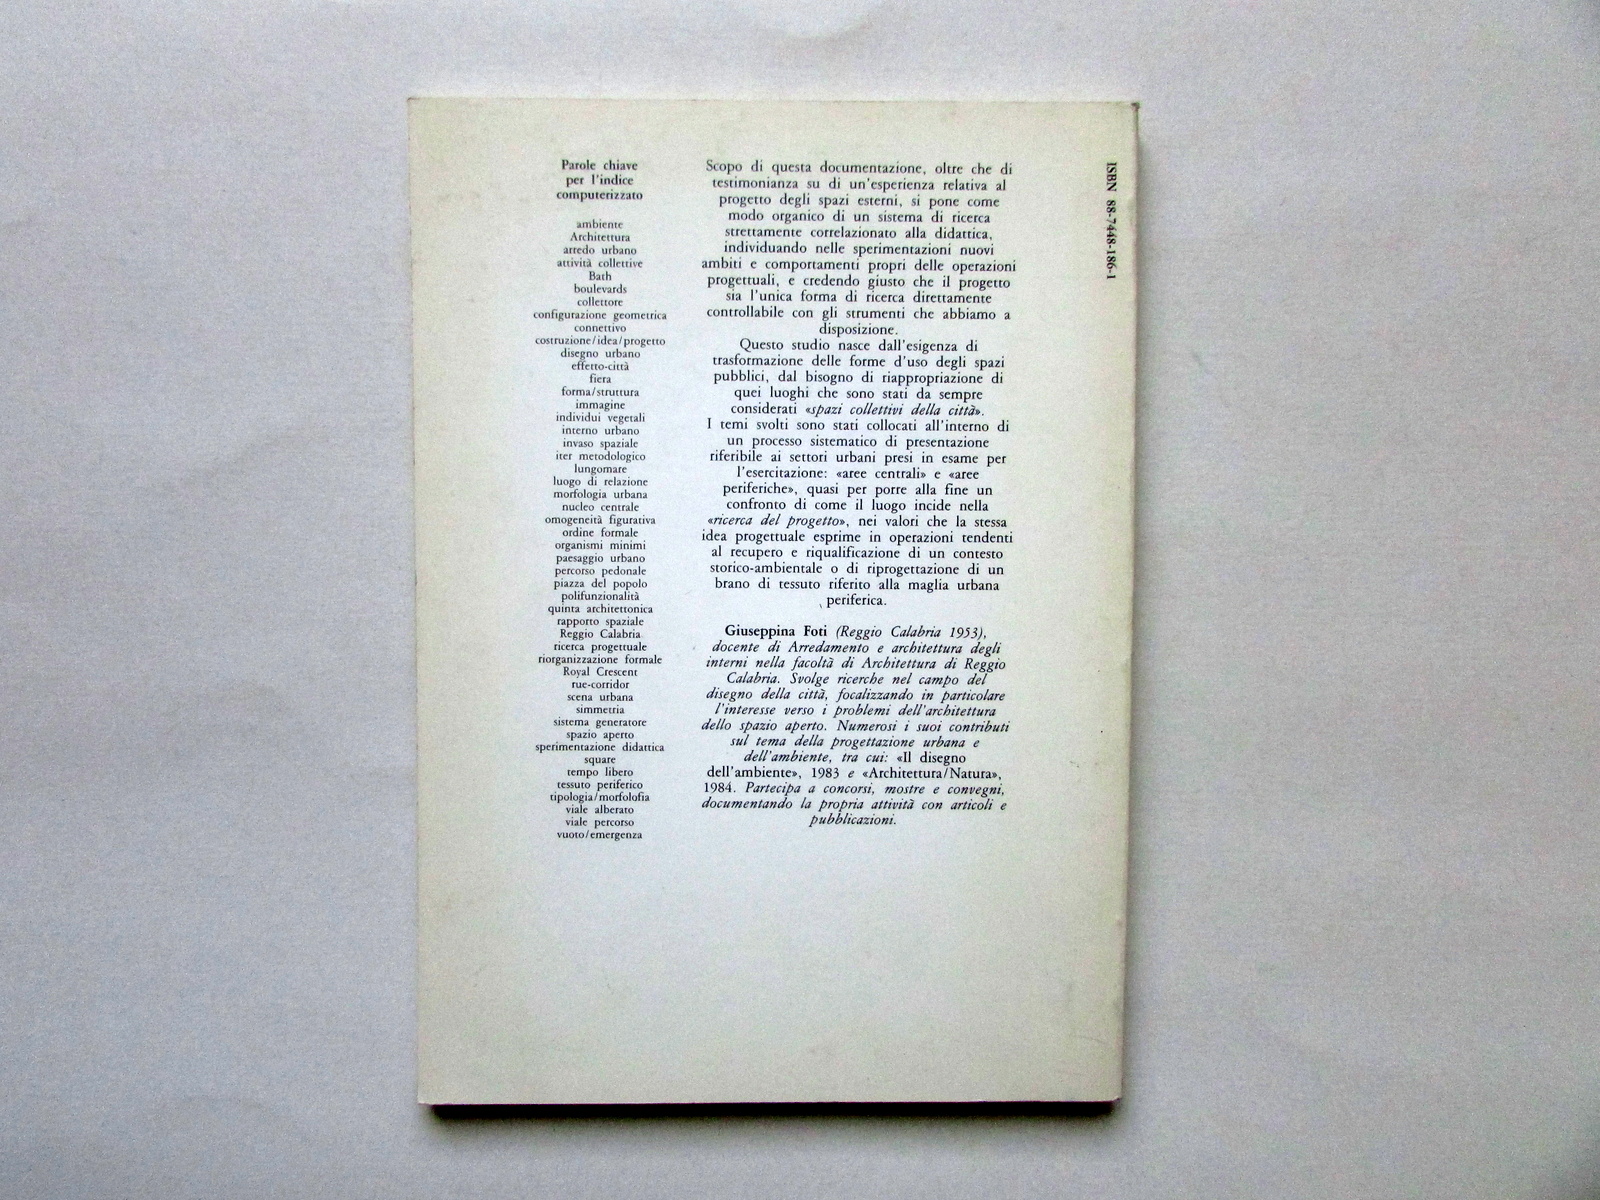 Parole chiave
per l'indice
computerizzato
ambiente
Architettura
arredo urbano
attività collettive
Bath
boulevards
collettore
configurazione geometrica
connettivo
costruzione/idea/progetto
disegno urbano
effetto-città
fiera
forma/struttura
immagine
individui vegetali
interno urbano
invaso spaziale
iter metodologico
lungomare
luogo di relazione
morfologia urbana
nucleo centrale
omogeneità figurativa
ordine formale
organismi minimi
paesaggio urbano
percorso pedonale
piazza del popolo
polifunzionalità
quinta architettonica
rapporto spaziale
Reggio Calabria
ricerca progettuale
riorganizzazione formale
Royal Crescent
rue-corridor
scena urbana
simmetria
sistema generatore
spazio aperto
sperimentazione didattica
square
tempo libero
tessuto periferico
tipologia/morfolofia
viale alberato
viale percorso
vuoto/emergenza
Scopo di questa documentazione, oltre che di
testimonianza su di un'esperienza relativa al
progetto degli spazi esterni, si pone come
modo organico di un sistema di ricerca
strettamente correlazionato alla didattica,
individuando nelle sperimentazioni nuovi
ambiti e comportamenti propri delle operazioni
progettuali, e credendo giusto che il progetto
sia l'unica forma di ricerca direttamente
controllabile con gli strumenti che abbiamo a
disposizione.
Questo studio nasce dall'esigenza di
trasformazione delle forme d'uso degli spazi
pubblici, dal bisogno di riappropriazione di
quei luoghi che sono stati da sempre
considerati «spazi collettivi della città».
I temi svolti sono stati collocati all'interno di
un processo sistematico di presentazione
riferibile ai settori urbani presi in esame per
l'esercitazione: «aree centrali» e «aree
periferiche», quasi per porre alla fine un
confronto di come il luogo incide nella
«ricerca del progetto», nei valori che la stessa
idea progettuale esprime in operazioni tendenti
al recupero e riqualificazione di un contesto
storico-ambientale o di riprogettazione di un
brano di tessuto riferito alla maglia urbana
periferica.
Giuseppina Foti (Reggio Calabria 1953),
docente di Arredamento e architettura degli
interni nella facoltà di Architettura di Reggio
Calabria. Svolge ricerche nel campo del
disegno della città, focalizzando in particolare
l'interesse verso i problemi dell'architettura
dello spazio aperto. Numerosi i suoi contributi
sul tema della progettazione urbana e
dell'ambiente, tra cui: «Il disegno
dell'ambiente», 1983 e «Architettura/Natura»,
1984. Partecipa a concorsi, mostre e convegni,
documentando la propria attività con articoli e
pubblicazioni.
ISBN 88-7448-186-1